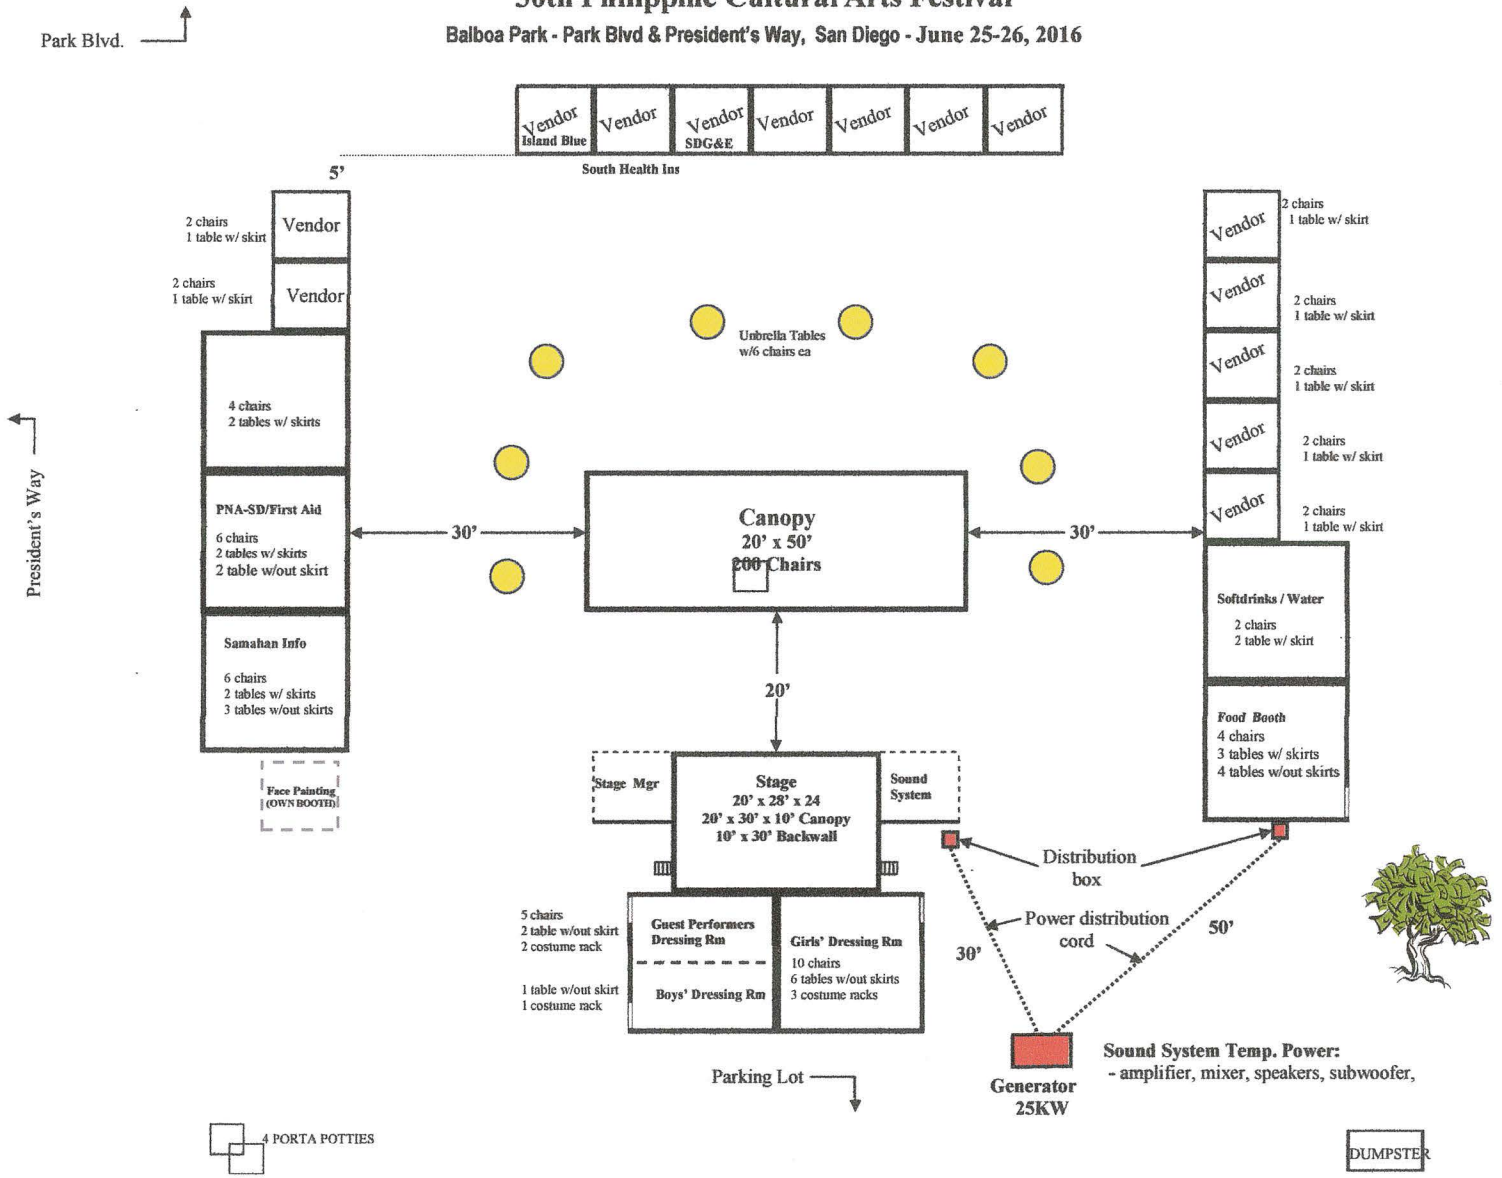 30th Philippine Cultural Arts Festival
Park Blvd.
Balboa Park - Park Blvd & President's Way, San Diego - June 25-26, 2016
Vendor
Island Blue
Vendor
Vendor
SDG&E
Vendor
Vendor
Vendor
Vendor
South Health Ins
5'
2 chairs
1 table w/ skirt
Vendor
2 chairs
1 table w/ skirt
Vendor
4 chairs
2 tables w/ skirts
PNA-SD/First Aid
6 chairs
2 tables w/ skirts
2 table w/out skirt
Samahan Info
6 chairs
2 tables w/ skirts
3 tables w/out skirts
Face Painting
(OWN BOOTH)
President's Way
Unbrella Tables
w/6 chairs ea
30'
Canopy
20' x 50'
200 Chairs
30'
20'
Vendor
2 chairs
1 table w/ skirt
Vendor
2 chairs
1 table w/ skirt
Vendor
2 chairs
1 table w/ skirt
Vendor
2 chairs
1 table w/ skirt
Vendor
2 chairs
1 table w/ skirt
Softdrinks / Water
2 chairs
2 table w/ skirt
Food Booth
4 chairs
3 tables w/ skirts
4 tables w/out skirts
Stage Mgr
Stage
20' x 28' x 24
20' x 30' x 10' Canopy
10' x 30' Backwall
Sound
System
Distribution
box
Power distribution
cord
30'
50'
5 chairs
2 table w/out skirt
2 costume rack
Guest Performers
Dressing Rm
1 table w/out skirt
1 costume rack
Boys' Dressing Rm
Girls' Dressing Rm
10 chairs
6 tables w/out skirts
3 costume racks
Generator
25KW
Sound System Temp. Power:
- amplifier, mixer, speakers, subwoofer,
Parking Lot
4 PORTA POTTIES
DUMPSTER